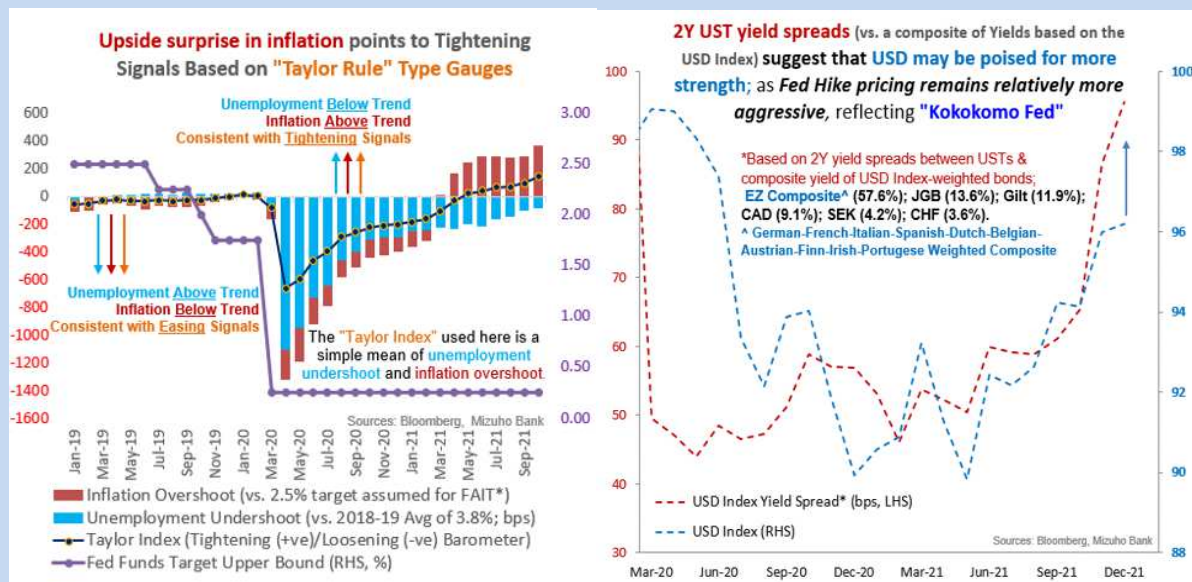 Upside surprise in inflation points to Tightening
Signals Based on "Taylor Rule" Type Gauges
600
400
200
0
-200
-400
-600
-800
-1000
-1200
-1400
-1600
3.00
2.50
2.00
1.50
1.00
0.50
0.00
Unemployment Below Trend
Inflation Above Trend
Consistent with Tightening Signals
Unemployment Above Trend
Inflation Below Trend
Consistent with Easing Signals
The "Taylor Index" used here is a
simple mean of unemployment
undershoot and inflation overshoot
Sources: Bloomberg, Mizuho Bank
Jan-19
Mar-19
May-19
Jul-19
Sep-19
Nov-19
Jan-20
Mar-20
May-20
Jul-20
Sep-20
Nov-20
Jan-21
Mar-21
May-21
Jul-21
Sep-21
Inflation Overshoot (vs. 2.5% target assumed for FAIT*)
Unemployment Undershoot (vs. 2018-19 Avg of 3.8%; bps)
Taylor Index (Tightening (+ve)/Loosening (-ve) Barometer)
Fed Funds Target Upper Bound (RHS, %)
2Y UST yield spreads (vs. a composite of Yields based on the
USD Index) suggest that USD may be poised for more
strength; as Fed Hike pricing remains relatively more
aggressive, reflecting "Kokokomo Fed"
100
90
80
70
60
50
40
30
100
98
96
94
92
90
88
*Based on 2Y yield spreads between USTs &
composite yield of USD Index-weighted bonds;
EZ Composite^ (57.6%); JGB (13.6%); Gilt (11.9%);
CAD (9.1%); SEK (4.2%); CHF (3.6%).
^ German-French-Italian-Spanish-Dutch-Belgian-
Austrian-Finn-Irish-Portugese Weighted Composite
USD Index Yield Spread* (bps, LHS)
USD Index (RHS)
Sources: Bloomberg, Mizuho Bank
Mar-20
Jun-20
Sep-20
Dec-20
Mar-21
Jun-21
Sep-21
Dec-21